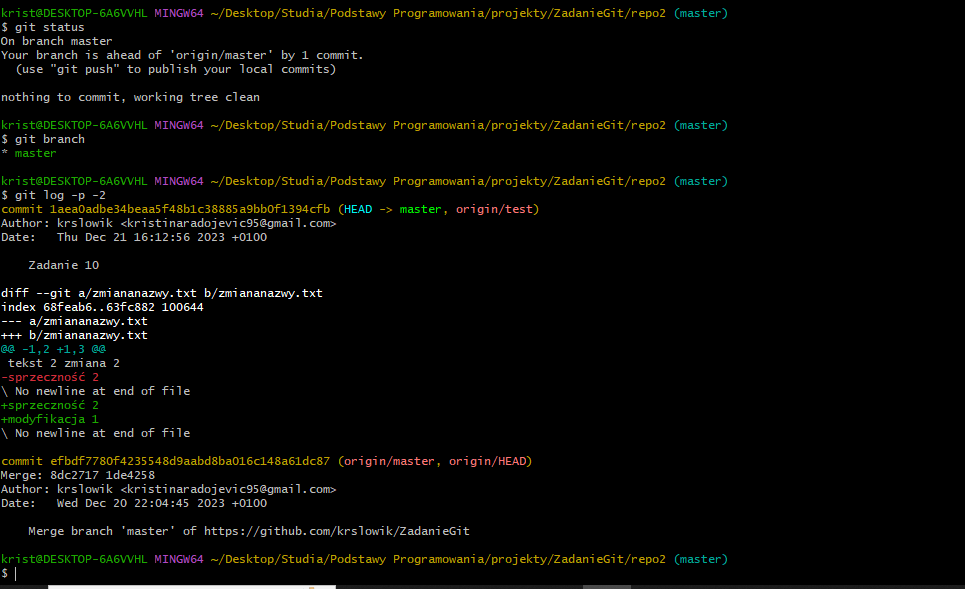 krist@DESKTOP-6A6VVHL MINGW64 ~/Desktop/Studia/Podstawy Programowania/projekty/ZadanieGit/repo2 (master)
$ git status
On branch master
Your branch is ahead of 'origin/master' by 1 commit.
  (use "git push" to publish your local commits)

nothing to commit, working tree clean

krist@DESKTOP-6A6VVHL MINGW64 ~/Desktop/Studia/Podstawy Programowania/projekty/ZadanieGit/repo2 (master)
$ git branch
* master

krist@DESKTOP-6A6VVHL MINGW64 ~/Desktop/Studia/Podstawy Programowania/projekty/ZadanieGit/repo2 (master)
$ git log -p -2
commit 1aea0adbe34beaa5f48b1c38885a9bb0f1394cfb (HEAD -> master, origin/test)
Author: krslowik <kristinaradojevic95@gmail.com>
Date:   Thu Dec 21 16:12:56 2023 +0100

    Zadanie 10

diff --git a/zmiananazwy.txt b/zmiananazwy.txt
index 68feab6..63fc882 100644
--- a/zmiananazwy.txt
+++ b/zmiananazwy.txt
@@ -1,2 +1,3 @@
 tekst 2 zmiana 2
-sprzeczność 2
\ No newline at end of file
+sprzeczność 2
+modyfikacja 1
\ No newline at end of file

commit efbdf7780f4235548d9aabd8ba016c148a61dc87 (origin/master, origin/HEAD)
Merge: 8dc2717 1de4258
Author: krslowik <kristinaradojevic95@gmail.com>
Date:   Wed Dec 20 22:04:45 2023 +0100

    Merge branch 'master' of https://github.com/krslowik/ZadanieGit

krist@DESKTOP-6A6VVHL MINGW64 ~/Desktop/Studia/Podstawy Programowania/projekty/ZadanieGit/repo2 (master)
$